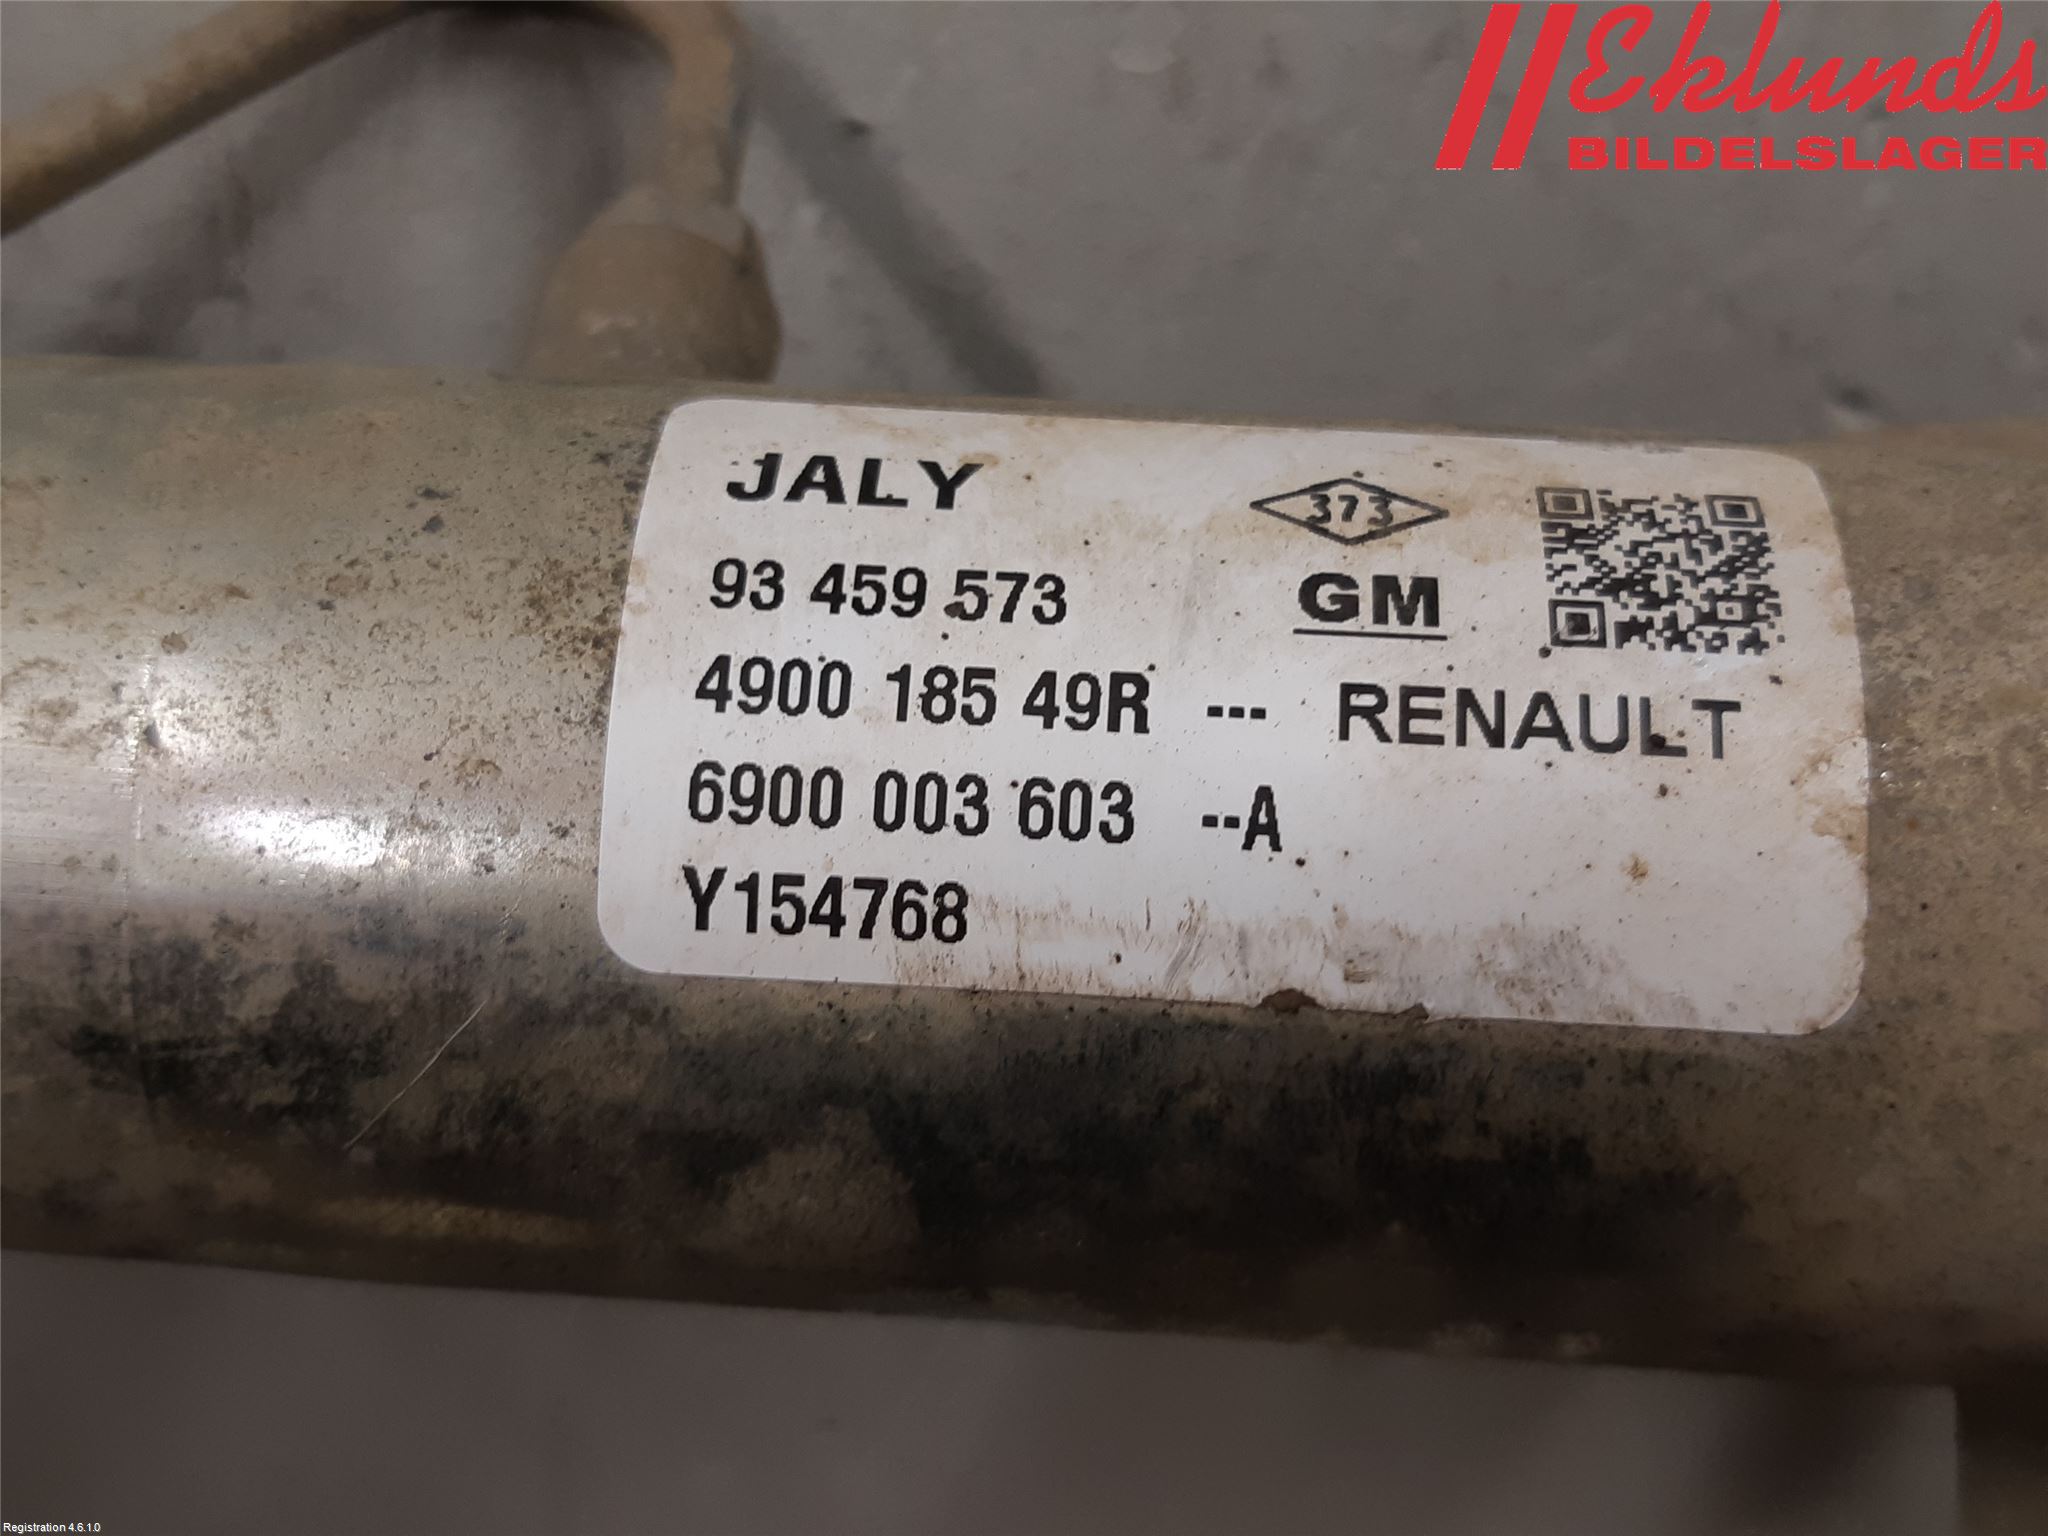 Eklunds
BILDELSLAGER
JALY
373
93 459 573
GM
4900 185 49R --- RENAULT
6900 003 603 --A
Y154768
Registration 4.6.1.0